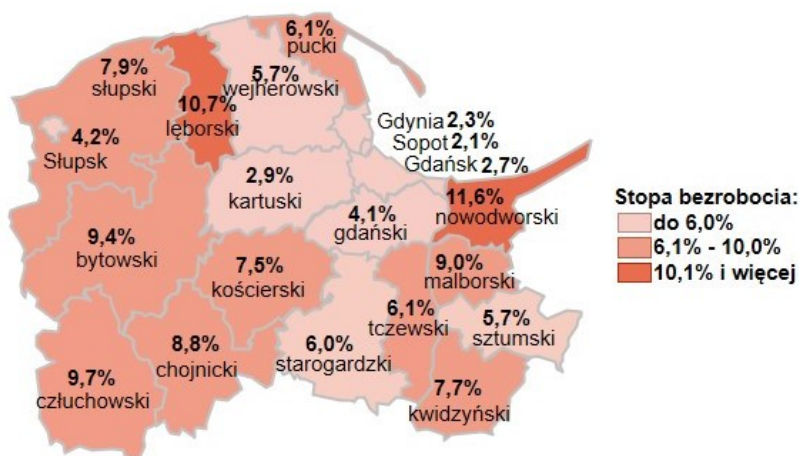 6,1%
pucki
7,9%
słupski
5,7%
wejherowski
10,7%
lęborski
Gdynia 2,3%
Sopot 2,1%
Gdańsk 2,7%
4,2%
Słupsk
2,9%
kartuski
4,1%
gdański
11,6%
nowodworski
9,4%
bytowski
7,5%
kościerski
9,0%
malborski
6,1%
tczewski
5,7%
sztumski
8,8%
chojnicki
6,0%
starogardzki
9,7%
człuchowski
7,7%
kwidzyński
Stopa bezrobocia:
do 6,0%
6,1% - 10,0%
10,1% i więcej